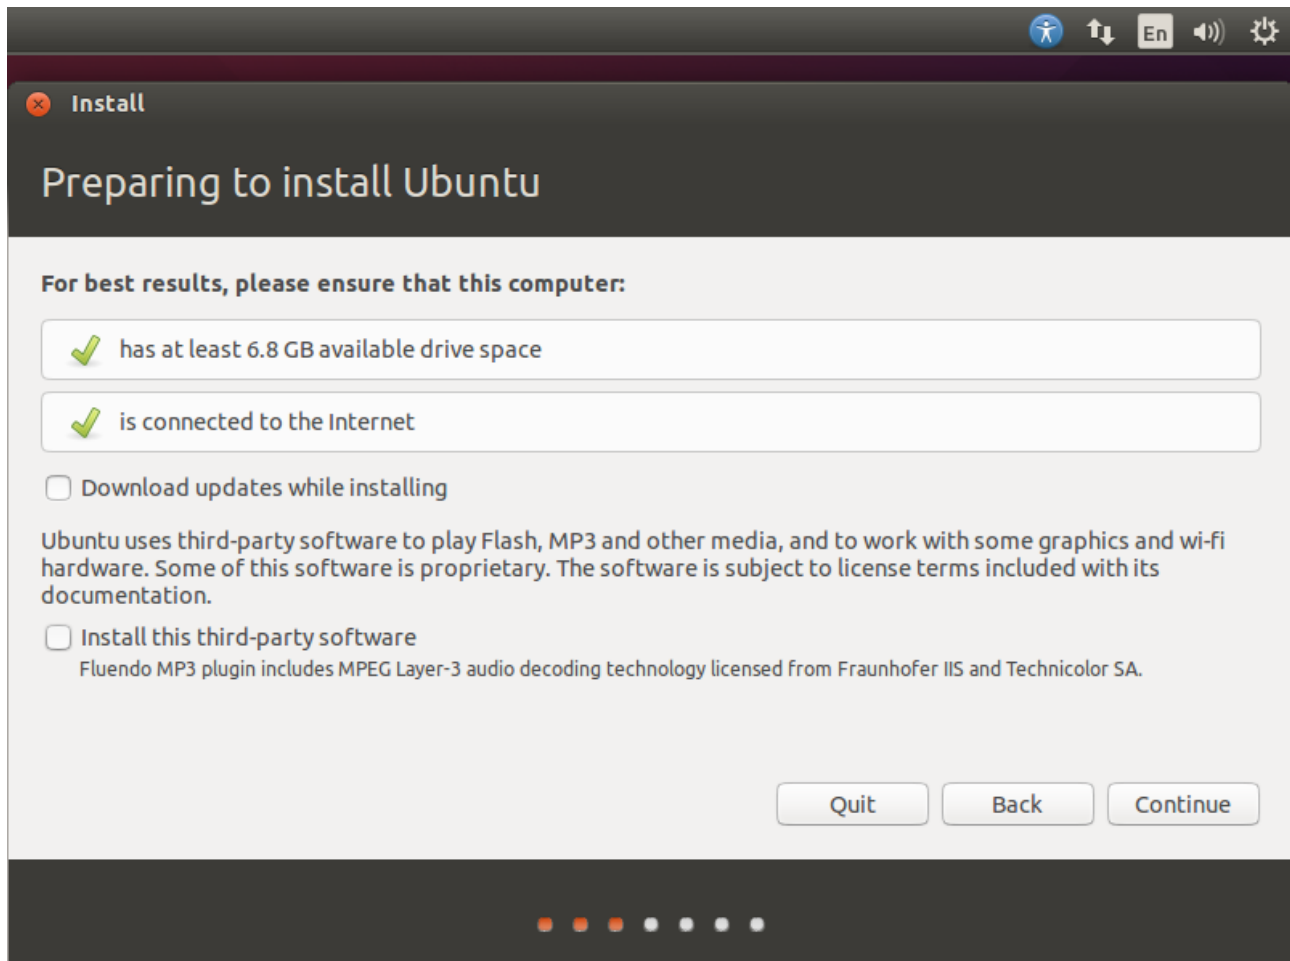 En
Install
Preparing to install Ubuntu
For best results, please ensure that this computer:
has at least 6.8 GB available drive space
is connected to the Internet
Download updates while installing
Ubuntu uses third-party software to play Flash, MP3 and other media, and to work with some graphics and wi-fi
hardware. Some of this software is proprietary. The software is subject to license terms included with its
documentation.
Install this third-party software
Fluendo MP3 plugin includes MPEG Layer-3 audio decoding technology licensed from Fraunhofer IIS and Technicolor SA.
Quit Back Continue